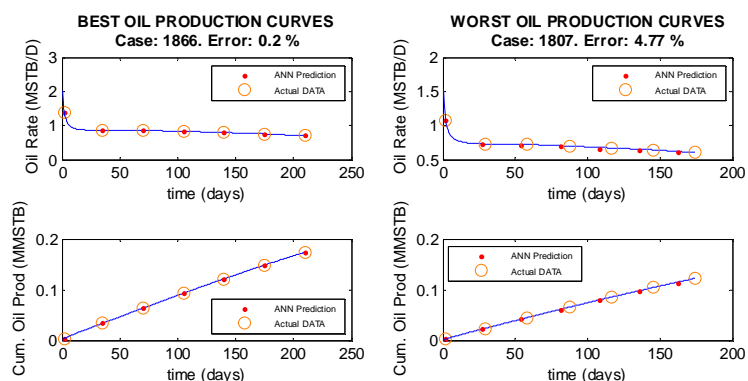 BEST OIL PRODUCTION CURVES
Case: 1866. Error: 0.2 %
Oil Rate (MSTB/D)
3
2
1
0
ANN Prediction
Actual DATA
0 50 100 150 200 250
time (days)
WORST OIL PRODUCTION CURVES
Case: 1807. Error: 4.77 %
Oil Rate (MSTB/D)
2
1.5
1
0.5
ANN Prediction
Actual DATA
0 50 100 150 200
time (days)
Cum. Oil Prod (MMSTB)
0.2
0.1
0
ANN Prediction
Actual DATA
0 50 100 150 200 250
time (days)
Cum. Oil Prod (MMSTB)
0.2
0.1
0
ANN Prediction
Actual DATA
0 50 100 150 200
time (days)